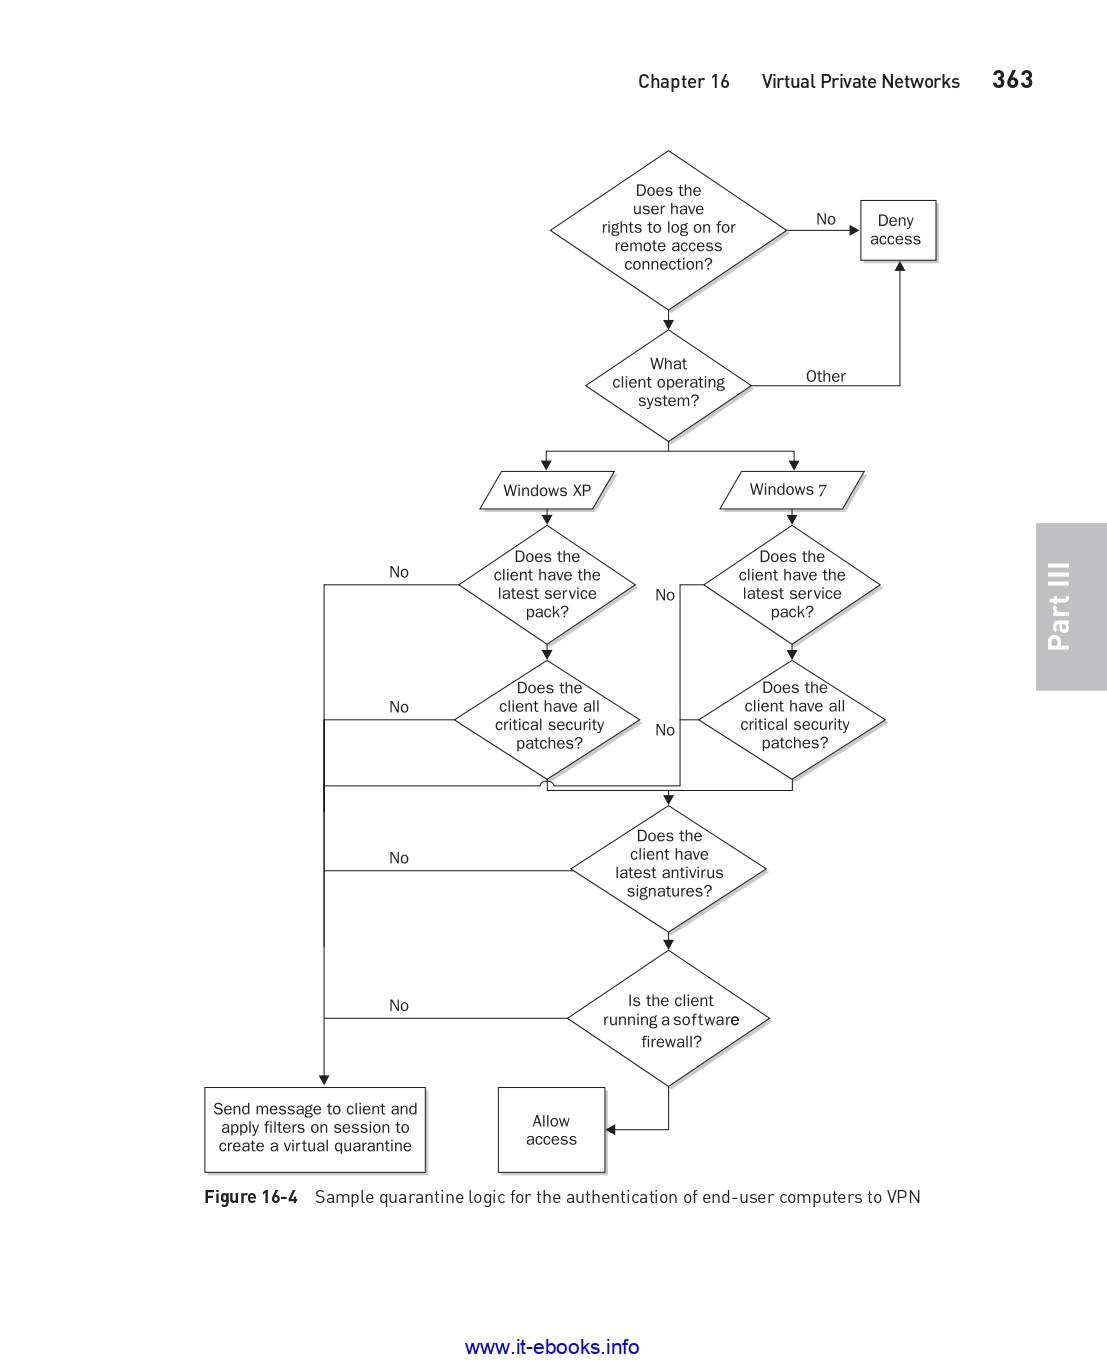 Chapter 16 Virtual Private Networks 363
Does the
user have
rights to log on for
remote access
connection?
No
Deny
access
What
client operating
system?
Other
Windows XP
Windows 7
Does the
client have the
latest service
pack?
No
Does the
client have the
latest service
pack?
No
Part III
Does the
client have all
critical security
patches?
No
Does the
client have all
critical security
patches?
No
Does the
client have
latest antivirus
signatures?
No
Is the client
running a software
firewall?
No
Send message to client and
apply filters on session to
create a virtual quarantine
Allow
access
Figure 16-4 Sample quarantine logic for the authentication of end-user computers to VPN
www.it-ebooks.info